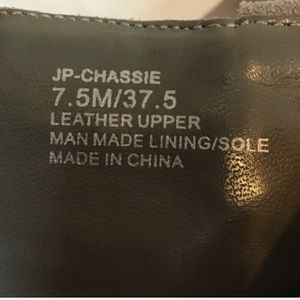 JP-CHASSIE
7.5M/37.5
LEATHER UPPER
MAN MADE LINING/SOLE
MADE IN CHINA